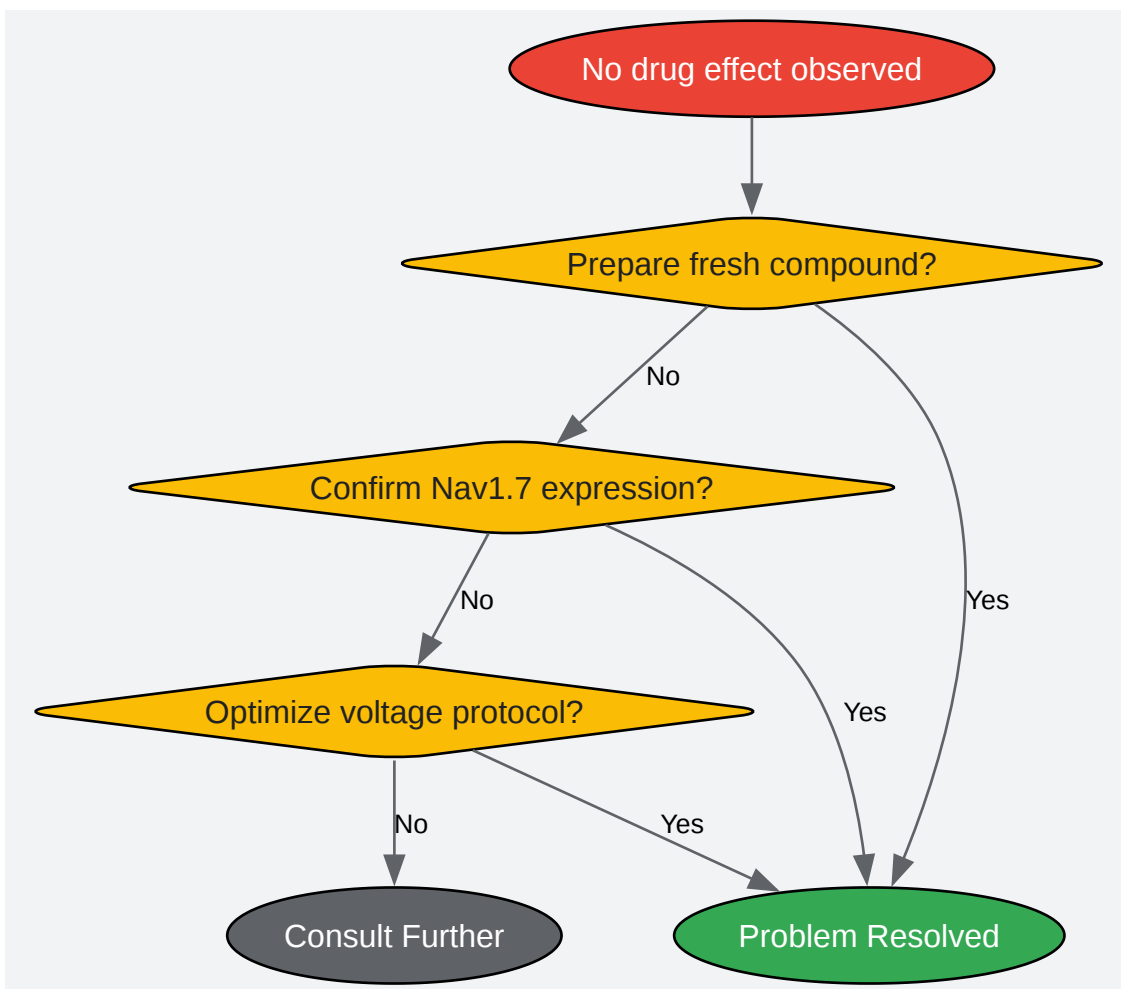 No drug effect observed
Prepare fresh compound?
No
Confirm Nav1.7 expression?
No
Yes
Optimize voltage protocol?
Yes
No
Yes
Consult Further
Problem Resolved